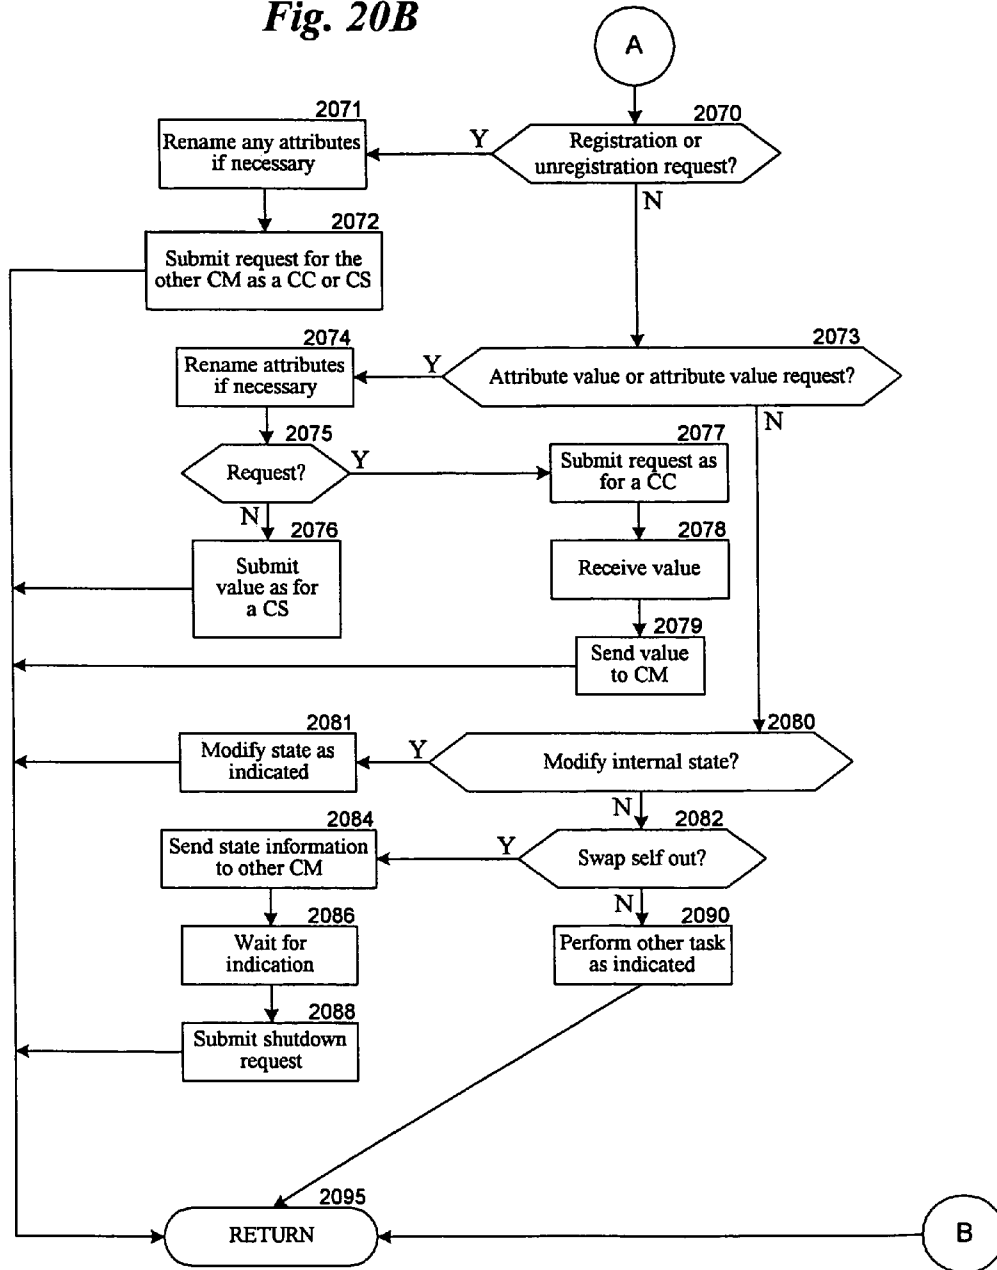 Fig. 20B
A
2071
2070
Rename any attributes
if necessary
Y
Registration or
unregistration request?
N
2072
Submit request for the
other CM as a CC or CS
2074
2073
Rename attributes
if necessary
Y
Attribute value or attribute value request?
N
2075
Request?
Y
2077
Submit request as
for a CC
N
2076
Submit
value as for
a CS
2078
Receive value
2079
Send value
to CM
2081
2080
Modify state as
indicated
Y
Modify internal state?
N
2084
2082
Send state information
to other CM
Y
Swap self out?
N
2086
2090
Wait for
indication
Perform other task
as indicated
2088
Submit shutdown
request
2095
RETURN
B